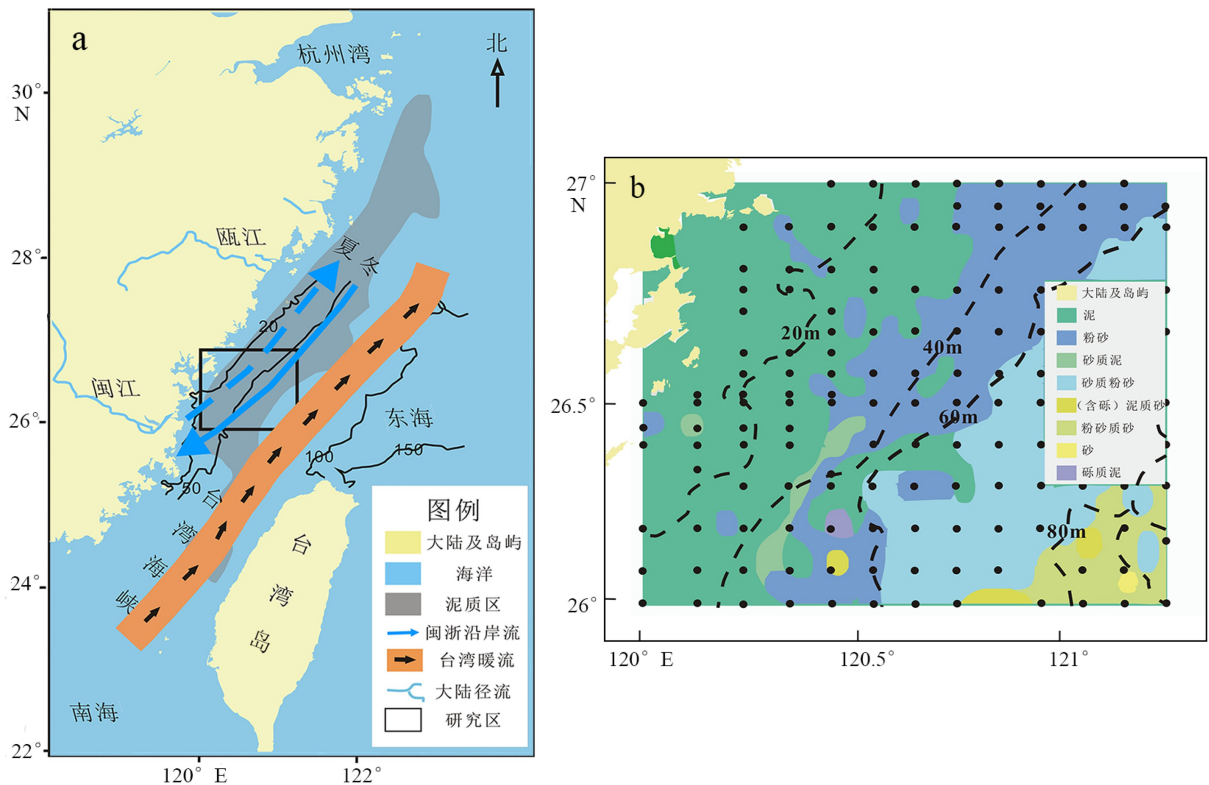 a
杭州湾
北
30°
N
瓯江
28°
夏
冬
20
闽江
26°
东海
100
150
50
台
湾
海
峡
台
湾
岛
24°
南海
22°
120° E
122°
图例
大陆及岛屿
海洋
泥质区
闽浙沿岸流
台湾暖流
大陆径流
研究区
b
27°
N
26.5°
26°
20m
40m
60m
80m
大陆及岛屿
泥
粉砂
砂质泥
砂质粉砂
（含砾）泥质砂
粉砂质砂
砂
砾质泥
120° E
120.5°
121°